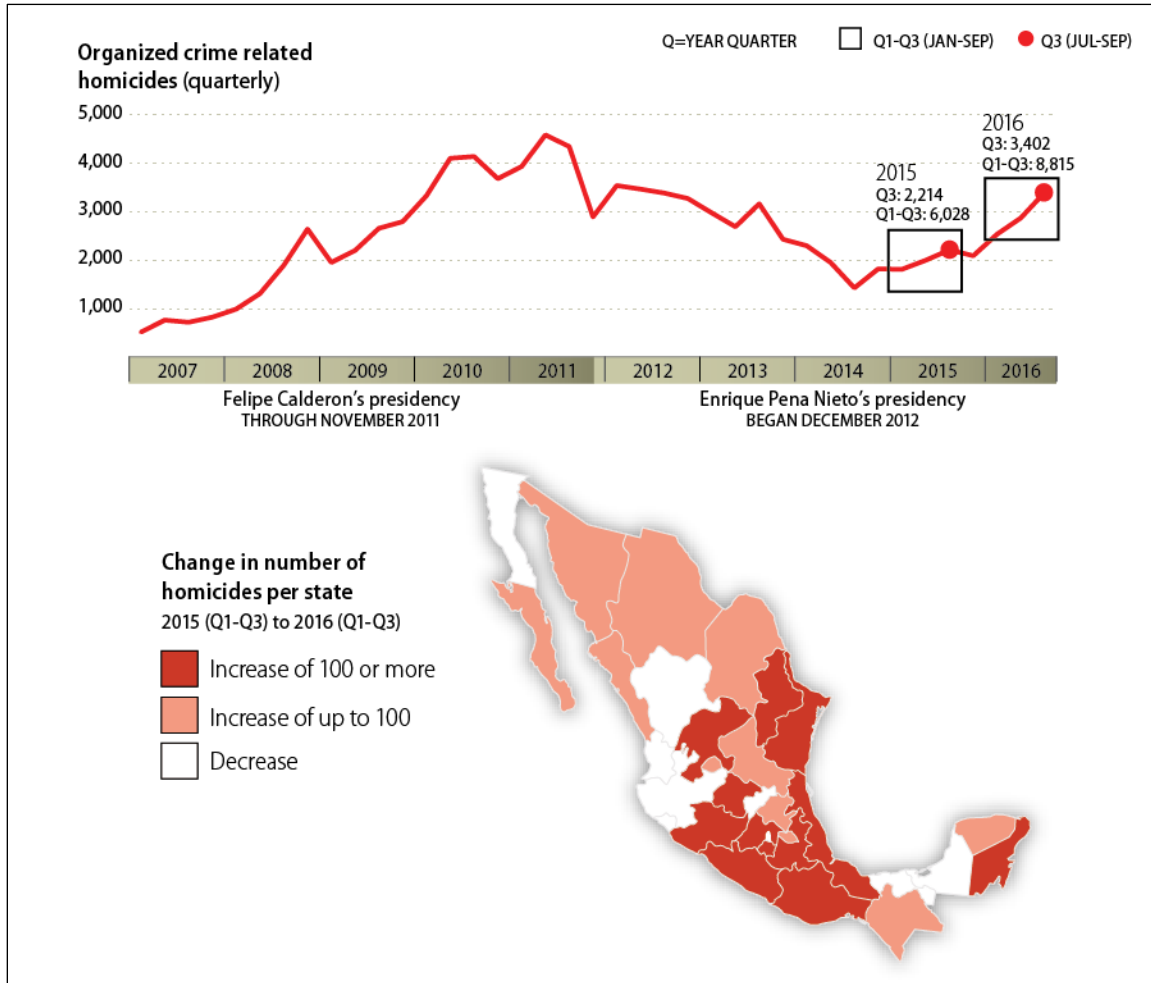 Organized crime related
homicides (quarterly)
Q=YEAR QUARTER
Q1-Q3 (JAN-SEP)
Q3 (JUL-SEP)
5,000
4,000
3,000
2,000
1,000
2015
Q3: 2,214
Q1-Q3: 6,028
2016
Q3: 3,402
Q1-Q3: 8,815
2007
2008
2009
2010
2011
2012
2013
2014
2015
2016
Felipe Calderon's presidency
THROUGH NOVEMBER 2011
Enrique Pena Nieto's presidency
BEGAN DECEMBER 2012
Change in number of
homicides per state
2015 (Q1-Q3) to 2016 (Q1-Q3)
Increase of 100 or more
Increase of up to 100
Decrease